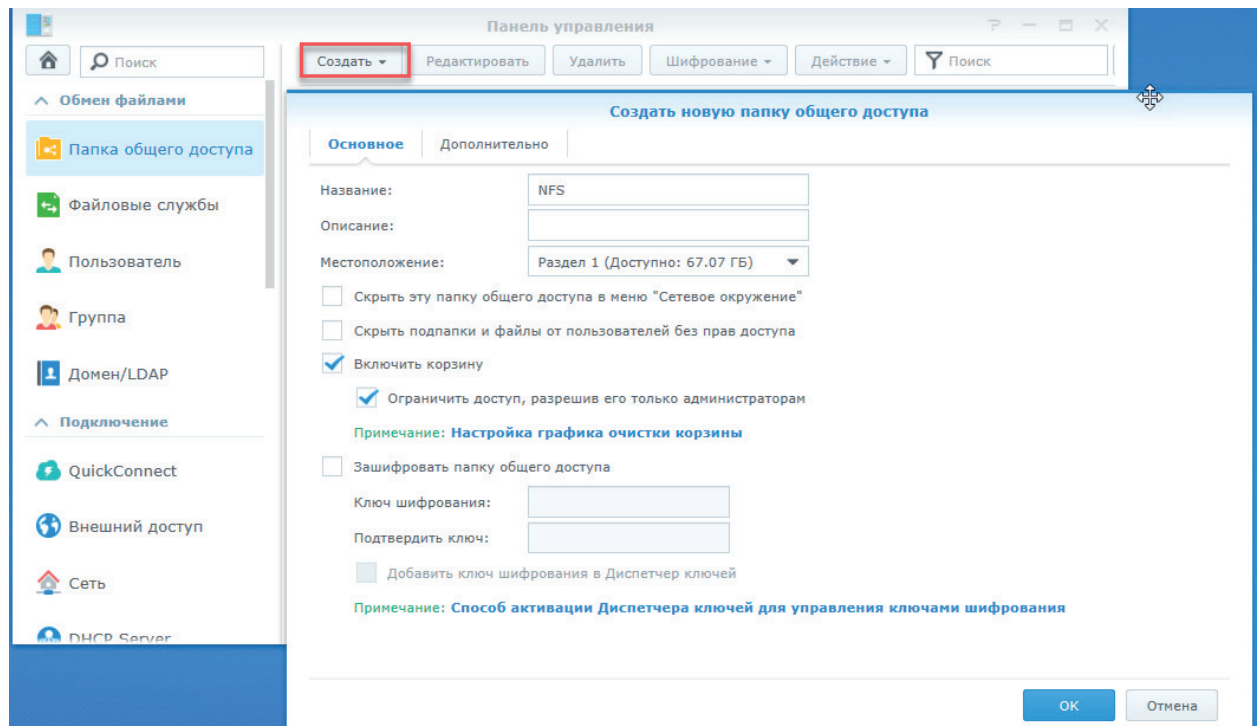 Панель управления
Поиск
Создать
Редактировать
Удалить
Шифрование
Действие
Поиск
Обмен файлами
Папка общего доступа
Файловые службы
Пользователь
Группа
Домен/LDAP
Подключение
QuickConnect
Внешний доступ
Сеть
DHCP Server
Создать новую папку общего доступа
Основное
Дополнительно
Название: NFS
Описание:
Местоположение: Раздел 1 (Доступно: 67.07 ГБ)
Скрыть эту папку общего доступа в меню "Сетевое окружение"
Скрыть подпапки и файлы от пользователей без прав доступа
Включить корзину
Ограничить доступ, разрешив его только администраторам
Примечание: Настройка графика очистки корзины
Зашифровать папку общего доступа
Ключ шифрования:
Подтвердить ключ:
Добавить ключ шифрования в Диспетчер ключей
Примечание: Способ активации Диспетчера ключей для управления ключами шифрования
OK
Отмена